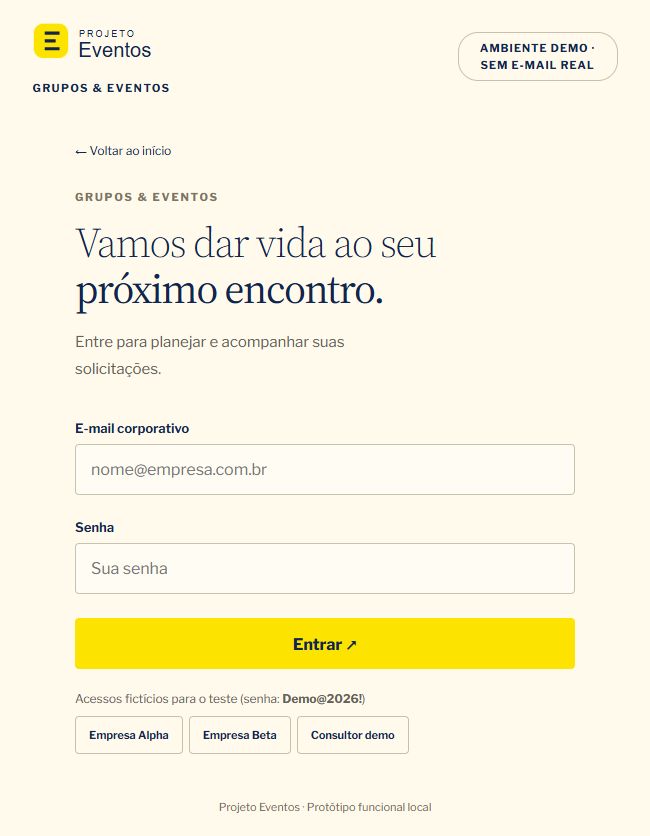 PROJETO
Eventos
GRUPOS & EVENTOS
AMBIENTE DEMO ·
SEM E-MAIL REAL
← Voltar ao início
GRUPOS & EVENTOS
Vamos dar vida ao seu
próximo encontro.
Entre para planejar e acompanhar suas
solicitações.
E-mail corporativo
nome@empresa.com.br
Senha
Sua senha
Entrar ↗
Acessos fictícios para o teste (senha: Demo@2026!)
Empresa Alpha
Empresa Beta
Consultor demo
Projeto Eventos · Protótipo funcional local